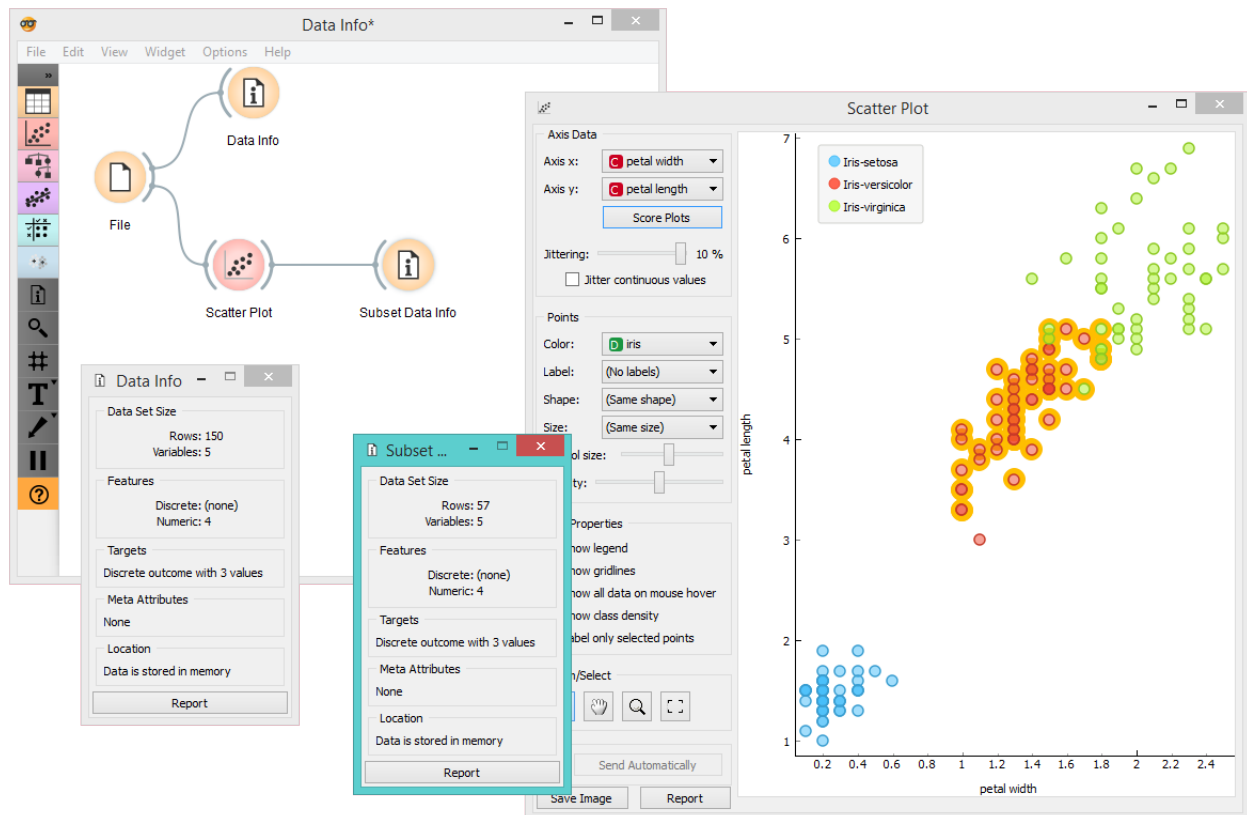 Data Info*
File Edit View Widget Options Help
»
Data Info
File
Scatter Plot
Subset Data Info
T
?
Data Info
Data Set Size
Rows: 150
Variables: 5
Features
Discrete: (none)
Numeric: 4
Targets
Discrete outcome with 3 values
Meta Attributes
None
Location
Data is stored in memory
Report
Subset ...
Data Set Size
Rows: 57
Variables: 5
Features
Discrete: (none)
Numeric: 4
Targets
Discrete outcome with 3 values
Meta Attributes
None
Location
Data is stored in memory
Report
Scatter Plot
Axis Data
Axis x: C petal width
Axis y: C petal length
Score Plots
Jittering: 10 %
Jitter continuous values
Points
Color: D iris
Label: (No labels)
Shape: (Same shape)
Size: (Same size)
ol size:
ty:
Properties
how legend
how gridlines
how all data on mouse hover
how class density
abel only selected points
n/Select
Send Automatically
Save Image Report
Iris-setosa
Iris-versicolor
Iris-virginica
7
6
5
4
3
2
1
petal length
0.2 0.4 0.6 0.8 1 1.2 1.4 1.6 1.8 2 2.2 2.4
petal width